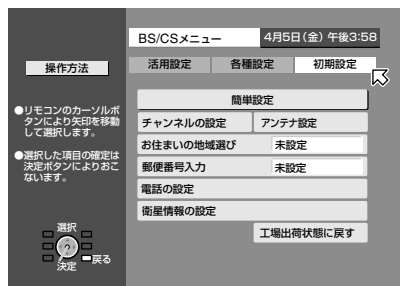 BS/CSメニュー
4月5日(金) 午後3:58
操作方法
活用設定
各種設定
初期設定
●リモコンのカーソルボ
タンにより矢印を移動
して選択します。
●選択した項目の確定は
決定ボタンによりおこ
ないます。
簡単設定
チャンネルの設定
アンテナ設定
お住まいの地域選び
未設定
郵便番号入力
未設定
電話の設定
衛星情報の設定
工場出荷状態に戻す
選択
戻る
決定